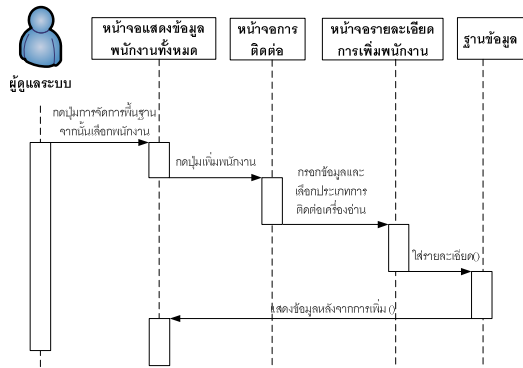 หน้าจอแสดงข้อมูล
พนักงานทั้งหมด
หน้าจอการ
ติดต่อ
หน้าจอรายละเอียด
การเพิ่มพนักงาน
ฐานข้อมูล
ผู้ดูแลระบบ
กดปุ่มการจัดการพื้นฐาน
จากนั้นเลือกพนักงาน
กดปุ่มเพิ่มพนักงาน
กรอกข้อมูลและ
เลือกประเภทการ
ติดต่อเครื่องอ่าน
ใส่รายละเอียด()
แสดงข้อมูลหลังจากการเพิ่ม()